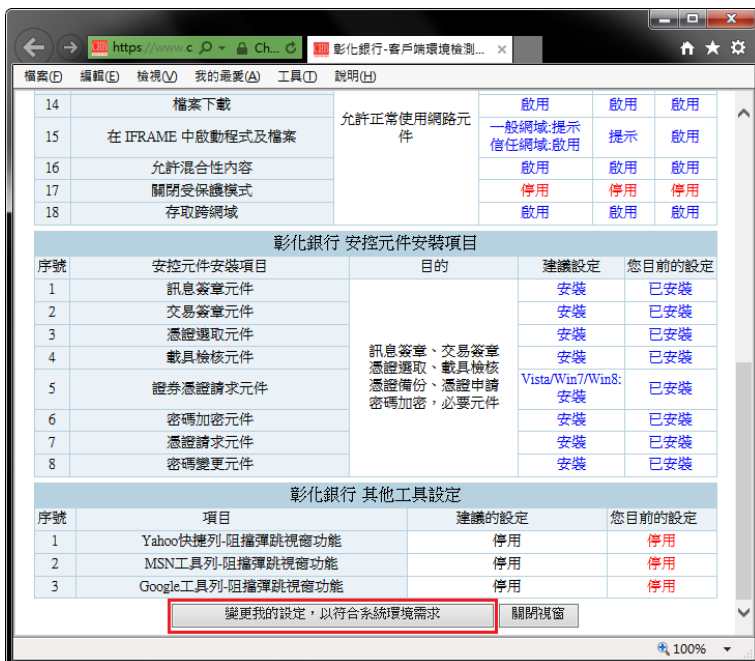 https://www.c
Ch...
彰化銀行-客戶端環境檢測...
檔案(F) 編輯(E) 檢視(V) 我的最愛(A) 工具(T) 說明(H)
14 檔案下載 啟用 啟用 啟用
允許正常使用網路元件
15 在 IFRAME 中啟動程式及檔案 一般網域:提示 信任網域:啟用 提示 啟用
16 允許混合性內容 啟用 啟用 啟用
17 關閉受保護模式 停用 停用 停用
18 存取跨網域 啟用 啟用 啟用
彰化銀行 安控元件安裝項目
序號 安控元件安裝項目 目的 建議設定 您目前的設定
1 訊息簽章元件 安裝 已安裝
2 交易簽章元件 安裝 已安裝
3 憑證選取元件 安裝 已安裝
4 載具檢核元件 安裝 已安裝
訊息簽章、交易簽章
憑證選取、載具檢核
憑證備份、憑證申請
密碼加密，必要元件
5 證券憑證請求元件 Vista/Win7/Win8: 安裝 已安裝
6 密碼加密元件 安裝 已安裝
7 憑證請求元件 安裝 已安裝
8 密碼變更元件 安裝 已安裝
彰化銀行 其他工具設定
序號 項目 建議的設定 您目前的設定
1 Yahoo快捷列-阻擋彈跳視窗功能 停用 停用
2 MSN工具列-阻擋彈跳視窗功能 停用 停用
3 Google工具列-阻擋彈跳視窗功能 停用 停用
變更我的設定，以符合系統環境需求 關閉視窗
100%